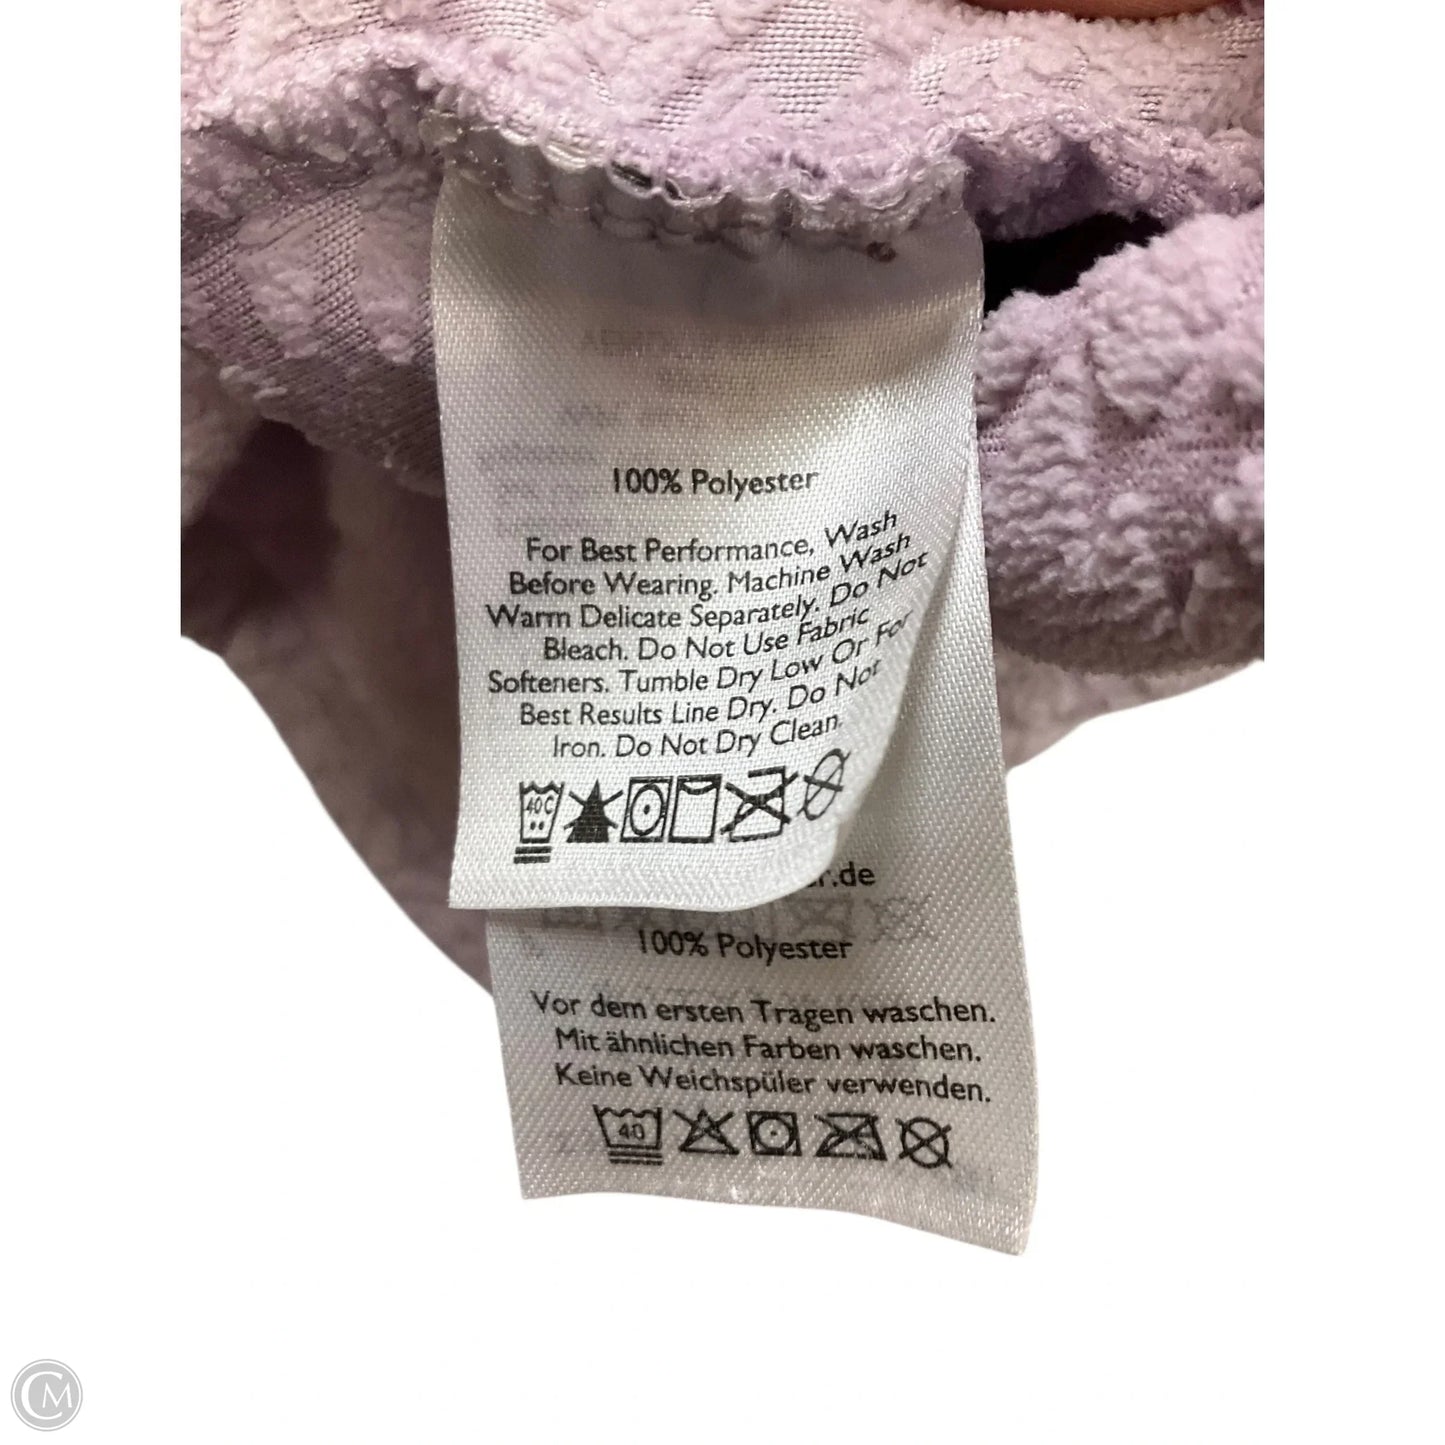 100% Polyester
For Best Performance, Wash
Before Wearing. Machine Wash
Warm Delicate Separately. Do Not
Bleach. Do Not Use Fabric
Softeners. Tumble Dry Low Or For
Best Results Line Dry. Do Not
Iron. Do Not Dry Clean.
40C
r.de
100% Polyester
Vor dem ersten Tragen waschen.
Mit ähnlichen Farben waschen.
Keine Weichspüler verwenden.
40
CM